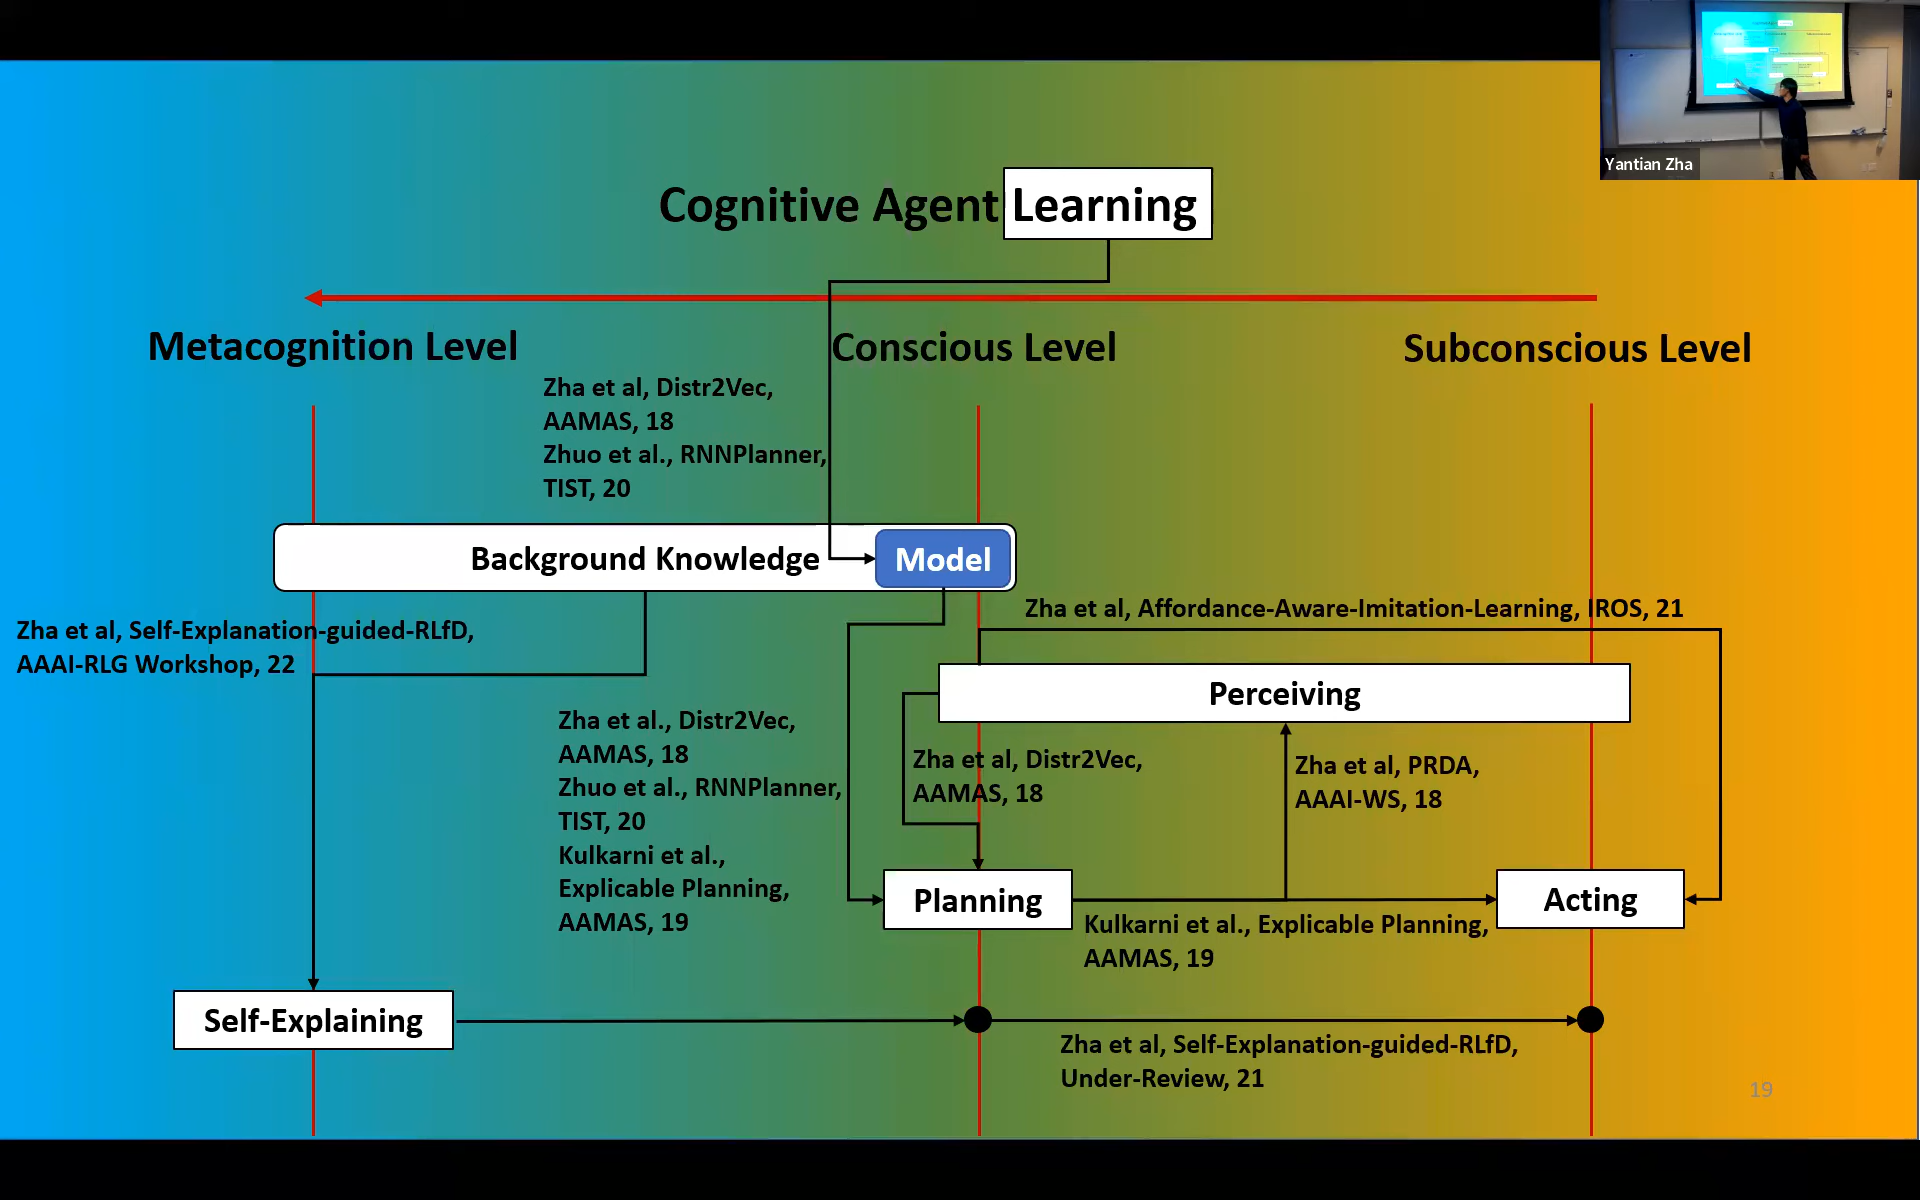 Yantian Zha
Cognitive Agent Learning
Metacognition Level
Conscious Level
Subconscious Level
Zha et al, Distr2Vec,
AAMAS, 18
Zhuo et al., RNNPlanner,
TIST, 20
Background Knowledge
Model
Zha et al, Affordance-Aware-Imitation-Learning, IROS, 21
Zha et al, Self-Explanation-guided-RLfD,
AAAI-RLG Workshop, 22
Perceiving
Zha et al., Distr2Vec,
AAMAS, 18
Zhuo et al., RNNPlanner,
TIST, 20
Kulkarni et al.,
Explicable Planning,
AAMAS, 19
Zha et al, Distr2Vec,
AAMAS, 18
Zha et al, PRDA,
AAAI-WS, 18
Planning
Acting
Kulkarni et al., Explicable Planning,
AAMAS, 19
Self-Explaining
Zha et al, Self-Explanation-guided-RLfD,
Under-Review, 21
19